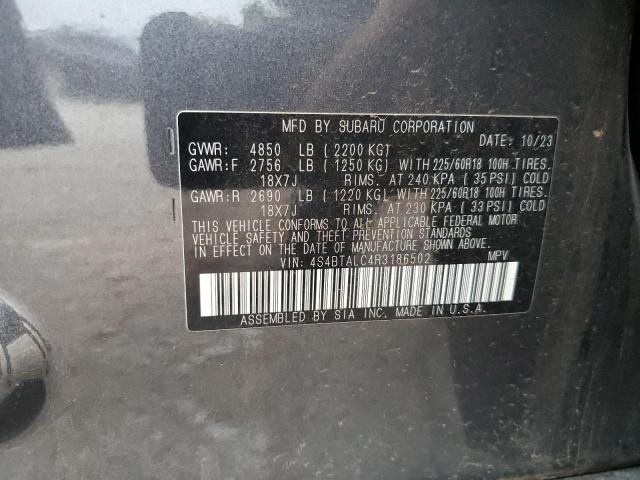 MFD BY SUBARU CORPORATION
DATE: 10/23
GVWR: 4850 LB (2200 KG)
GAWR:F 2756 LB (1250 KG) WITH 225/60R18 100H TIRES.
18X7J RIMS. AT 240 KPA (35 PSI) COLD
GAWR:R 2690 LB (1220 KG) WITH 225/60R18 100H TIRES.
18X7J RIMS. AT 230 KPA (33 PSI) COLD
THIS VEHICLE CONFORMS TO ALL APPLICABLE FEDERAL MOTOR
VEHICLE SAFETY AND THEFT PREVENTION STANDARDS
IN EFFECT ON THE DATE OF MANUFACTURE SHOWN ABOVE.
VIN: 4S4BTALC4R3186502 MPV
ASSEMBLED BY SIA INC. MADE IN U.S.A.